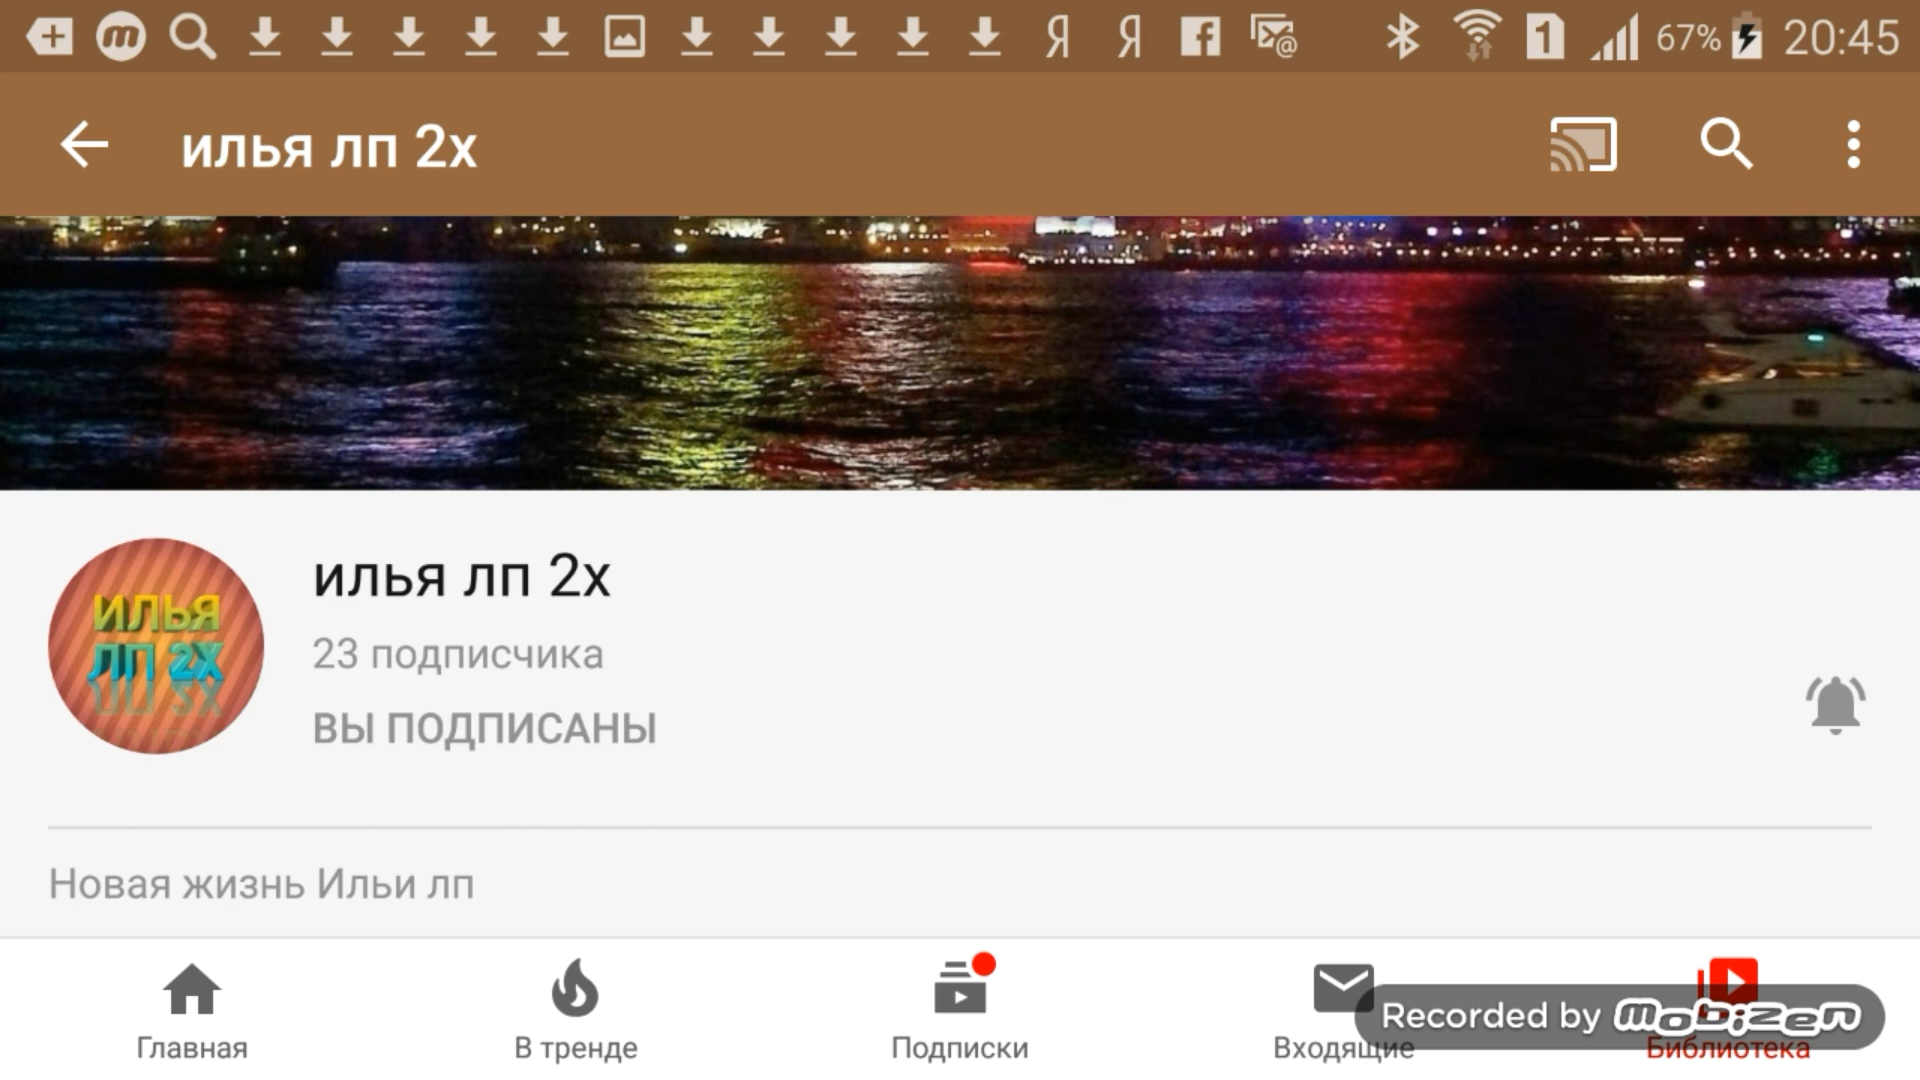 67% 20:45
илья лп 2х
ИЛЬЯ
ЛП 2Х
илья лп 2х
23 подписчика
ВЫ ПОДПИСАНЫ
Новая жизнь Ильи лп
Recorded by Mobizen
Главная
В тренде
Подписки
Входящие
Библиотека